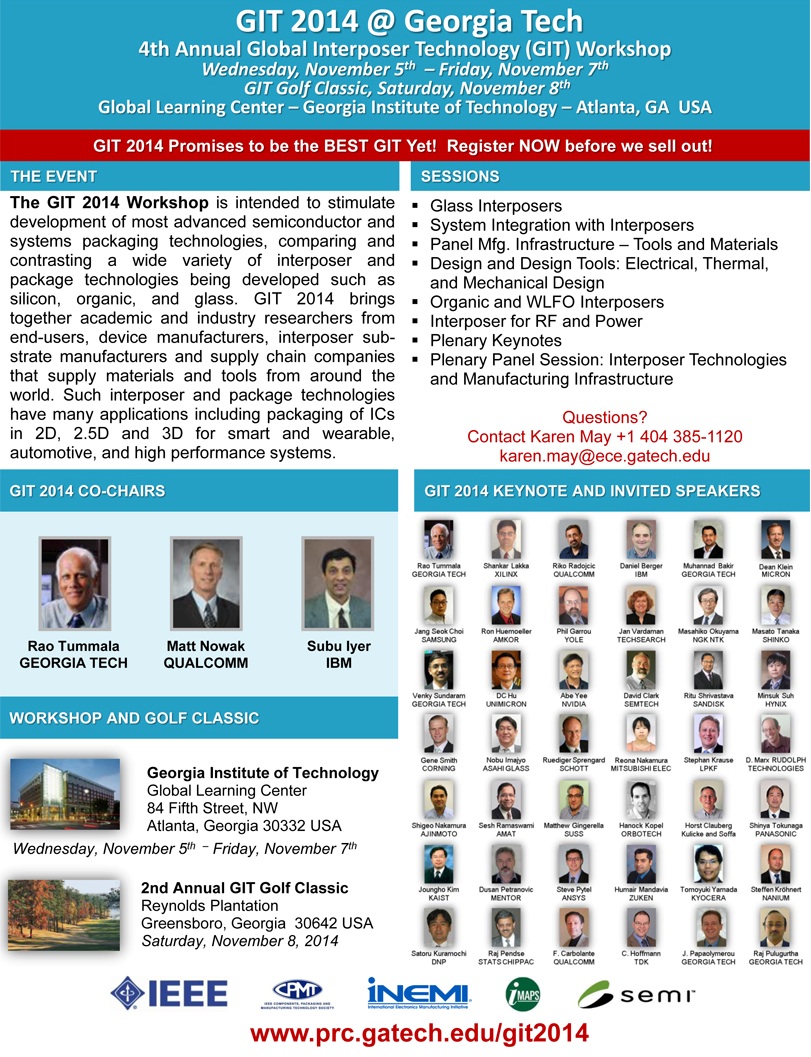 GIT 2014 @ Georgia Tech
4th Annual Global Interposer Technology (GIT) Workshop
Wednesday, November 5th – Friday, November 7th
GIT Golf Classic, Saturday, November 8th
Global Learning Center – Georgia Institute of Technology – Atlanta, GA USA
GIT 2014 Promises to be the BEST GIT Yet! Register NOW before we sell out!
THE EVENT
The GIT 2014 Workshop is intended to stimulate
development of most advanced semiconductor and
systems packaging technologies, comparing and
contrasting a wide variety of interposer and
package technologies being developed such as
silicon, organic, and glass. GIT 2014 brings
together academic and industry researchers from
end-users, device manufacturers, interposer sub-
strate manufacturers and supply chain companies
that supply materials and tools from around the
world. Such interposer and package technologies
have many applications including packaging of ICs
in 2D, 2.5D and 3D for smart and wearable,
automotive, and high performance systems.
SESSIONS
▪ Glass Interposers
▪ System Integration with Interposers
▪ Panel Mfg. Infrastructure – Tools and Materials
▪ Design and Design Tools: Electrical, Thermal,
and Mechanical Design
▪ Organic and WLFO Interposers
▪ Interposer for RF and Power
▪ Plenary Keynotes
▪ Plenary Panel Session: Interposer Technologies
and Manufacturing Infrastructure
Questions?
Contact Karen May +1 404 385-1120
karen.may@ece.gatech.edu
GIT 2014 CO-CHAIRS
Rao Tummala Matt Nowak Subu Iyer
GEORGIA TECH QUALCOMM IBM
WORKSHOP AND GOLF CLASSIC
Georgia Institute of Technology
Global Learning Center
84 Fifth Street, NW
Atlanta, Georgia 30332 USA
Wednesday, November 5th – Friday, November 7th
2nd Annual GIT Golf Classic
Reynolds Plantation
Greensboro, Georgia 30642 USA
Saturday, November 8, 2014
GIT 2014 KEYNOTE AND INVITED SPEAKERS
Rao Tummala Shankar Lakka Riko Radojcic Daniel Berger Muhannad Bakir Dean Klein
GEORGIA TECH XILINX QUALCOMM IBM GEORGIA TECH MICRON
Jang Seok Choi Ron Huemoeller Phil Garrou Jan Vardaman Masahiko Okuyama Masato Tanaka
SAMSUNG AMKOR YOLE TECHSEARCH NGK NTK SHINKO
Venky Sundaram DC Hu Abe Yee David Clark Ritu Shrivastava Minsuk Suh
GEORGIA TECH UNIMICRON NVIDIA SEMTECH SANDISK HYNIX
Gene Smith Nobu Imajyo Ruediger Sprengard Reona Nakamura Stephan Krause D. Marx RUDOLPH
CORNING ASAHI GLASS SCHOTT MITSUBISHI ELEC LPKF TECHNOLOGIES
Shigeo Nakamura Sesh Ramaswami Matthew Gingerella Hanock Kopel Horst Clauberg Shinya Tokunaga
AJINMOTO AMAT SUSS ORBOTECH Kulicke and Soffa PANASONIC
Joungho Kim Dusan Petranovic Steve Pytel Humair Mandavia Tomoyuki Yamada Steffen Kröhnert
KAIST MENTOR ANSYS ZUKEN KYOCERA NANIUM
Satoru Kuramochi Raj Pendse F. Carbolante C. Hoffmann J. Papaolymerou Raj Pulugurtha
DNP STATS CHIPPAC QUALCOMM TDK GEORGIA TECH GEORGIA TECH
IEEE
CPMT
IEEE COMPONENTS, PACKAGING AND
MANUFACTURING TECHNOLOGY SOCIETY
iNEMI
International Electronics Manufacturing Initiative
iMAPS
semi™
www.prc.gatech.edu/git2014